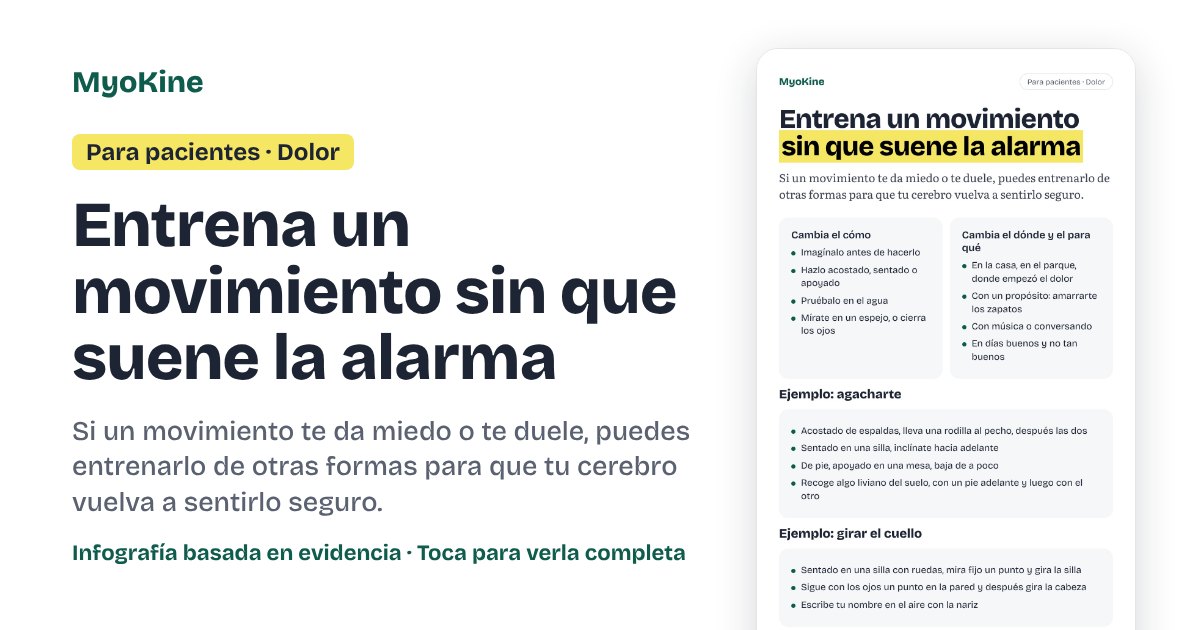 MyoKine
Para pacientes · Dolor
Entrena un
movimiento sin que
suene la alarma
Si un movimiento te da miedo o te duele, puedes
entrenarlo de otras formas para que tu cerebro
vuelva a sentirlo seguro.
Infografía basada en evidencia · Toca para verla completa
MyoKine
Para pacientes · Dolor
Entrena un movimiento
sin que suene la alarma
Si un movimiento te da miedo o te duele, puedes entrenarlo de
otras formas para que tu cerebro vuelva a sentirlo seguro.
Cambia el cómo
Imagínalo antes de hacerlo
Hazlo acostado, sentado o
apoyado
Pruébalo en el agua
Mírate en un espejo, o cierra
los ojos
Cambia el dónde y el para
qué
En la casa, en el parque,
donde empezó el dolor
Con un propósito: amarrarte
los zapatos
Con música o conversando
En días buenos y no tan
buenos
Ejemplo: agacharte
Acostado de espaldas, lleva una rodilla al pecho, después las dos
Sentado en una silla, inclínate hacia adelante
De pie, apoyado en una mesa, baja de a poco
Recoge algo liviano del suelo, con un pie adelante y luego con el
otro
Ejemplo: girar el cuello
Sentado en una silla con ruedas, mira fijo un punto y gira la silla
Sigue con los ojos un punto en la pared y después gira la cabeza
Escribe tu nombre en el aire con la nariz